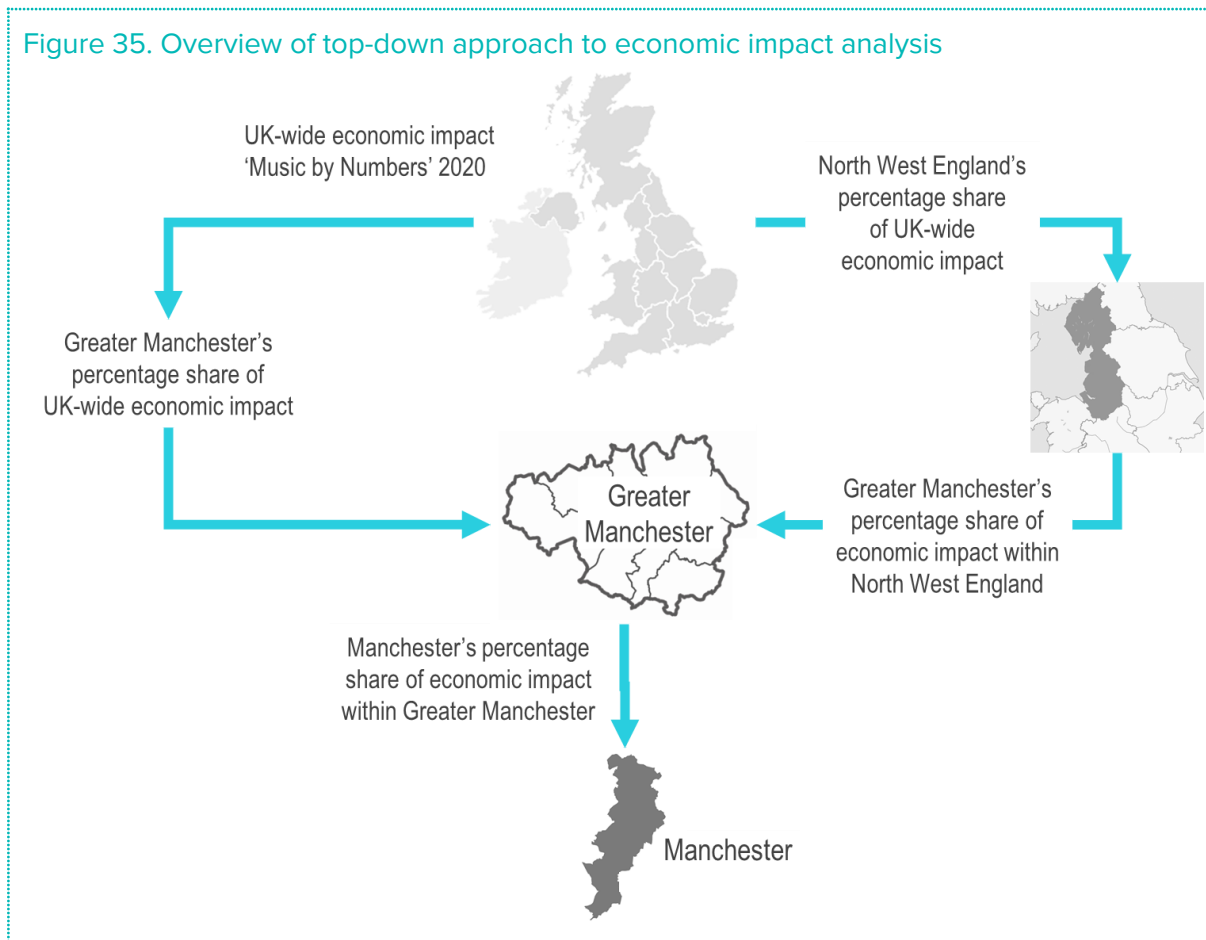 Figure 35. Overview of top-down approach to economic impact analysis
UK-wide economic impact
‘Music by Numbers’ 2020
North West England’s
percentage share
of UK-wide
economic impact
Greater Manchester’s
percentage share of
UK-wide economic impact
Greater
Manchester
Greater Manchester’s
percentage share of
economic impact within
North West England
Manchester’s percentage
share of economic impact
within Greater Manchester
Manchester